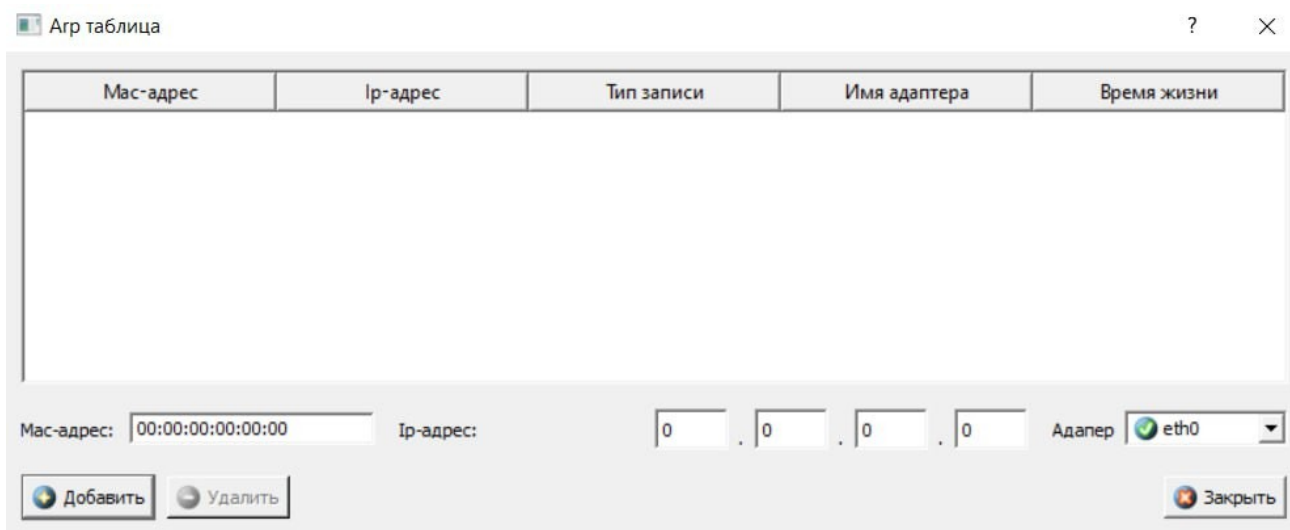 Arp таблица ?
Mac-адрес Ip-адрес Тип записи Имя адаптера Время жизни
Mac-адрес: 00:00:00:00:00:00 Ip-адрес: 0 . 0 . 0 . 0 Адапер eth0
Добавить Удалить Закрыть